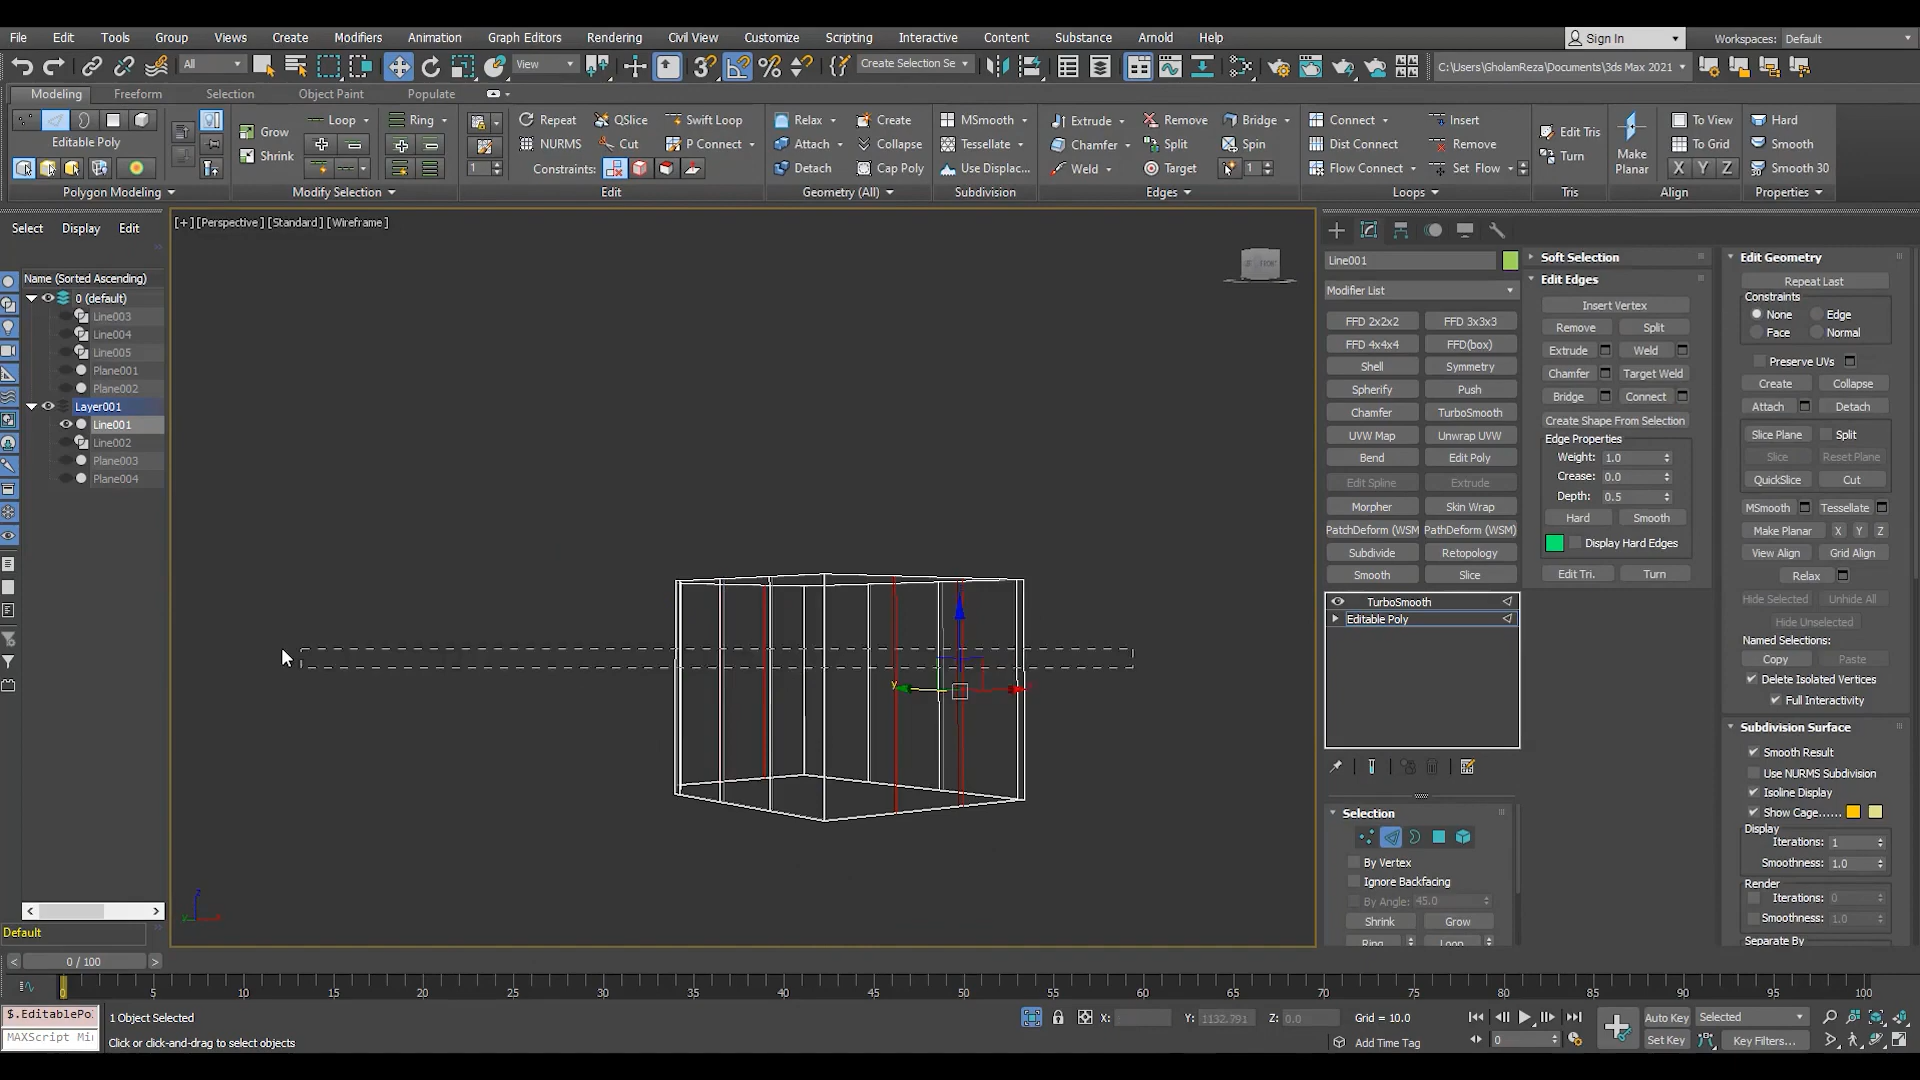 File Edit Tools Group Views Create Modifiers Animation Graph Editors Rendering Civil View Customize Scripting Interactive Content Substance Arnold Help Sign In Workspaces: Default
All View Create Selection Se C:\Users\GholamReza\Documents\3ds Max 2021
Modeling Freeform Selection Object Paint Populate
Loop Ring Repeat QSlice Swift Loop Relax Create MSmooth Extrude Remove Bridge Connect Insert To View Hard
Editable Poly Grow NURMS Cut P Connect Attach Collapse Tessellate Chamfer Split Spin Dist Connect Remove Edit Tris Make Planar To Grid Smooth
Shrink 1 Constraints: Detach Cap Poly Use Displac... Weld Target 1 Flow Connect Set Flow Turn X Y Z Smooth 30
Polygon Modeling Modify Selection Edit Geometry (All) Subdivision Edges Loops Tris Align Properties
Select Display Edit
[+] [Perspective ] [Standard ] [Wireframe ]
Name (Sorted Ascending)
0 (default)
Line003
Line004
Line005
Plane001
Plane002
Layer001
Line001
Line002
Plane003
Plane004
Default
y
z
Line001
Modifier List
FFD 2x2x2 FFD 3x3x3
FFD 4x4x4 FFD(box)
Shell Symmetry
Spherify Push
Chamfer TurboSmooth
UVW Map Unwrap UVW
Bend Edit Poly
Edit Spline Extrude
Morpher Skin Wrap
PatchDeform (WSM PathDeform (WSM)
Subdivide Retopology
Smooth Slice
TurboSmooth
Editable Poly
Selection
By Vertex
Ignore Backfacing
By Angle: 45.0
Shrink Grow
Ring Loop
Soft Selection
Edit Edges
Insert Vertex
Remove Split
Extrude Weld
Chamfer Target Weld
Bridge Connect
Create Shape From Selection
Edge Properties
Weight: 1.0
Crease: 0.0
Depth: 0.5
Hard Smooth
Display Hard Edges
Edit Tri. Turn
Edit Geometry
Repeat Last
Constraints
None Edge
Face Normal
Preserve UVs
Create Collapse
Attach Detach
Slice Plane Split
Slice Reset Plane
QuickSlice Cut
MSmooth Tessellate
Make Planar X Y Z
View Align Grid Align
Relax
Hide Selected Unhide All
Hide Unselected
Named Selections:
Copy Paste
Delete Isolated Vertices
Full Interactivity
Subdivision Surface
Smooth Result
Use NURMS Subdivision
Isoline Display
Show Cage......
Display
Iterations: 1
Smoothness: 1.0
Render
Iterations: 0
Smoothness: 1.0
Separate By
< 0 / 100 >
0 5 10 15 20 25 30 35 40 45 50 55 60 65 70 75 80 85 90 95 100
$.EditablePo 1 Object Selected X: Y: 1132.791 Z: 0.0 Grid = 10.0 Auto Key Selected
MAXScript Mi Click or click-and-drag to select objects Add Time Tag 0 Set Key Key Filters...